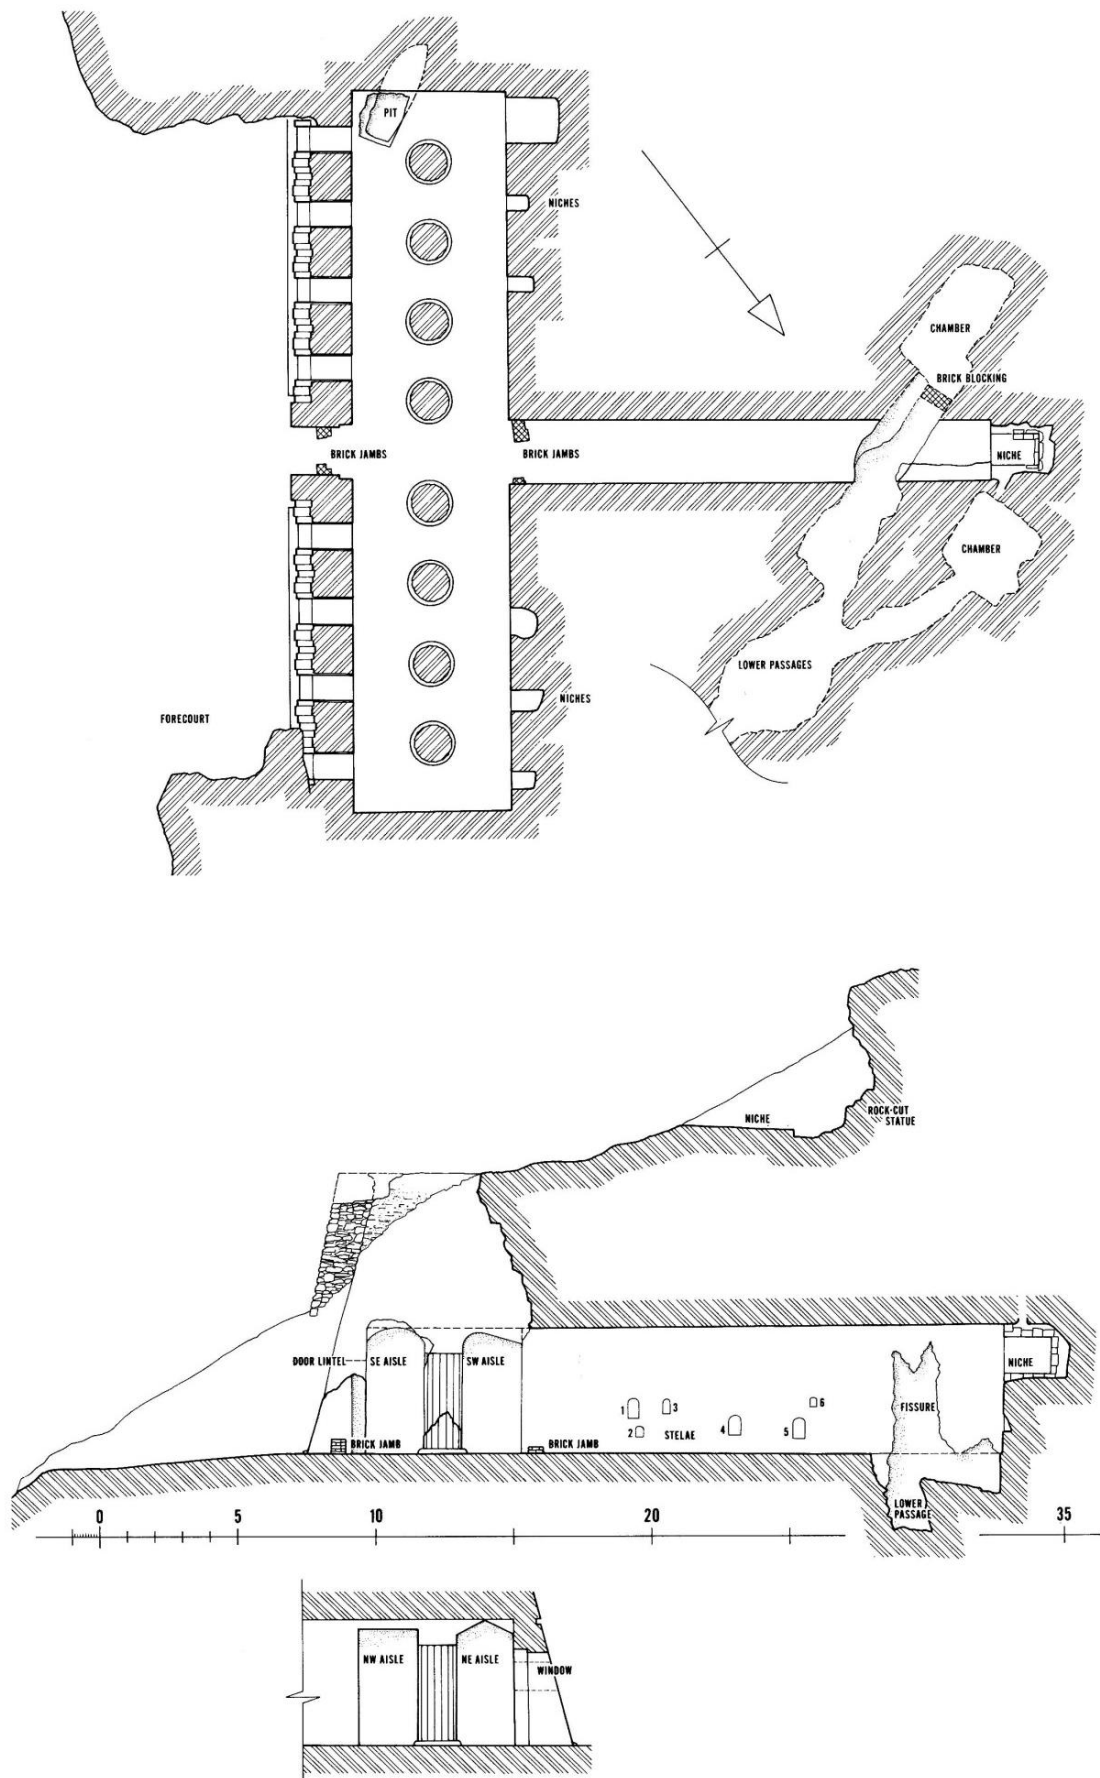 PIT
NICHES
CHAMBER
BRICK BLOCKING
BRICK JAMBS
BRICK JAMBS
NICHE
CHAMBER
LOWER PASSAGES
NICHES
FORECOURT
NICHE
ROCK-CUT
STATUE
DOOR LINTEL
SE AISLE
SW AISLE
NICHE
1
3
6
FISSURE
2
STELAE
4
5
BRICK JAMB
BRICK JAMB
LOWER
PASSAGE
0 5 10 20 35
NW AISLE
NE AISLE
WINDOW